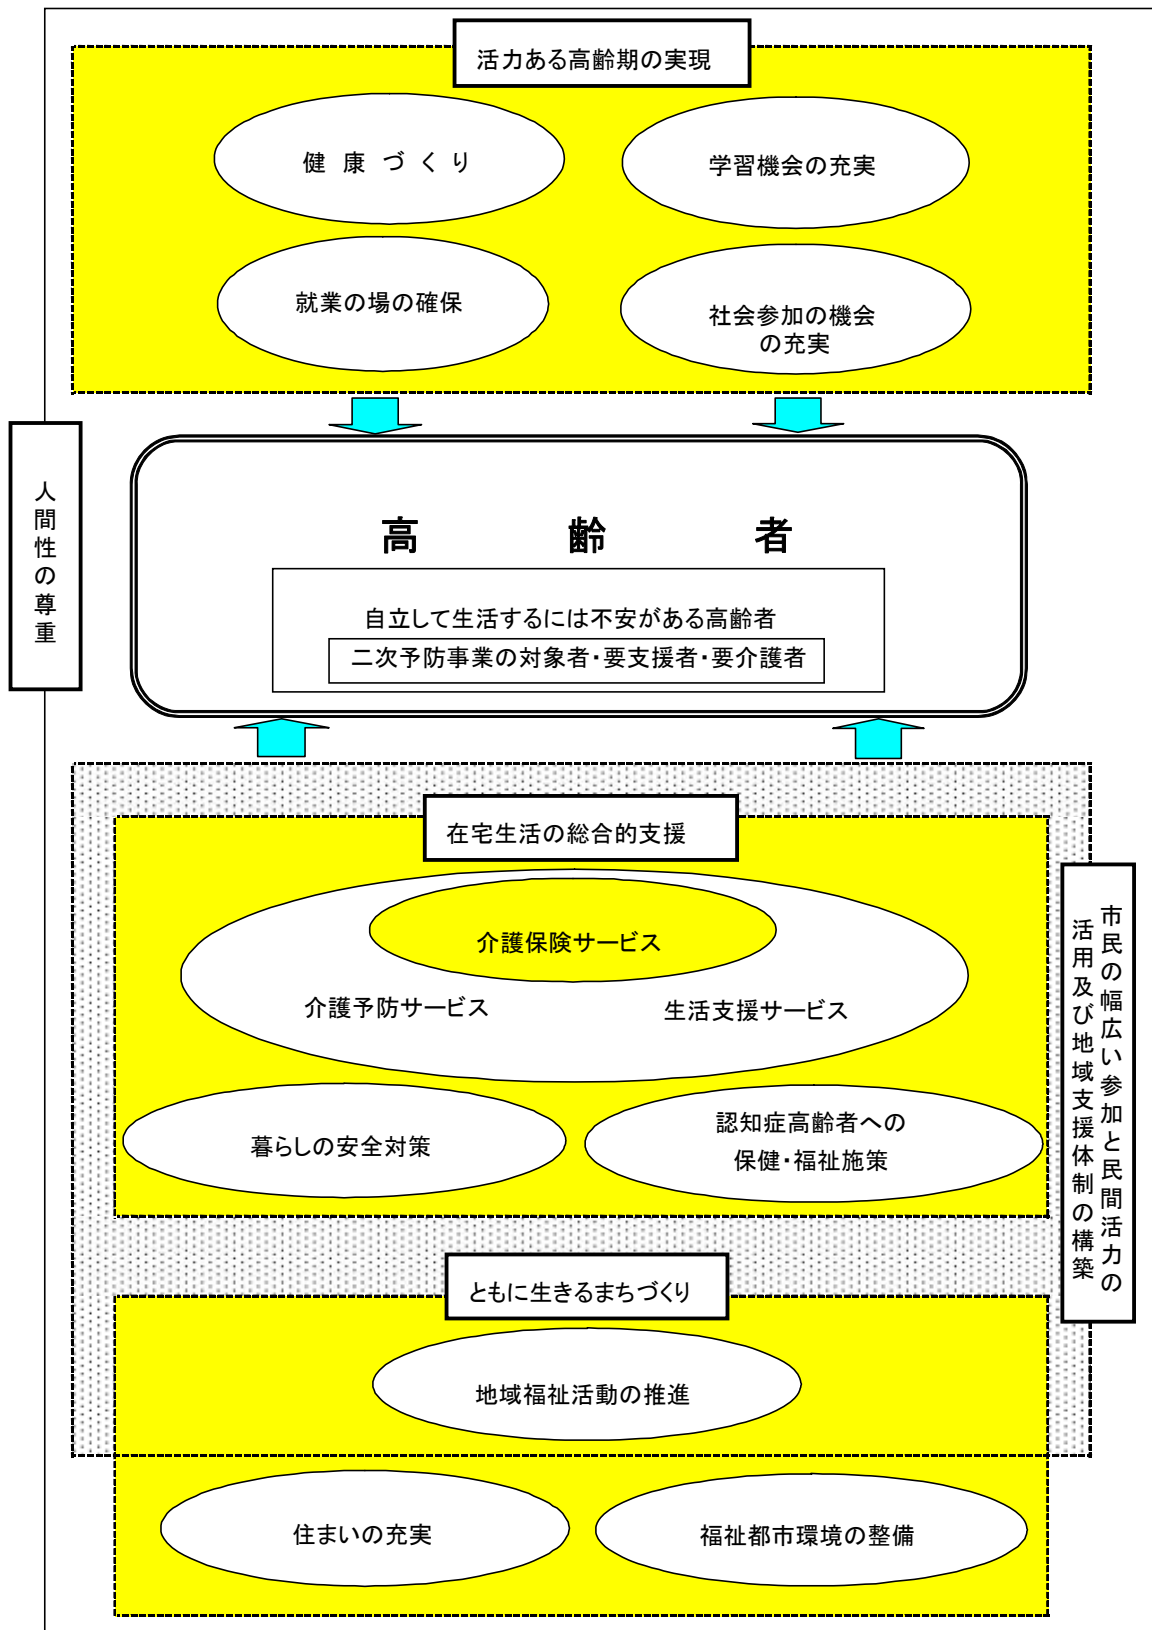 活力ある高齢期の実現
健康づくり
学習機会の充実
就業の場の確保
社会参加の機会
の充実
人間性の尊重
高齢者
自立して生活するには不安がある高齢者
二次予防事業の対象者・要支援者・要介護者
在宅生活の総合的支援
介護保険サービス
介護予防サービス
生活支援サービス
暮らしの安全対策
認知症高齢者への
保健・福祉施策
市民の幅広い参加と民間活力の
活用及び地域支援体制の構築
ともに生きるまちづくり
地域福祉活動の推進
住まいの充実
福祉都市環境の整備